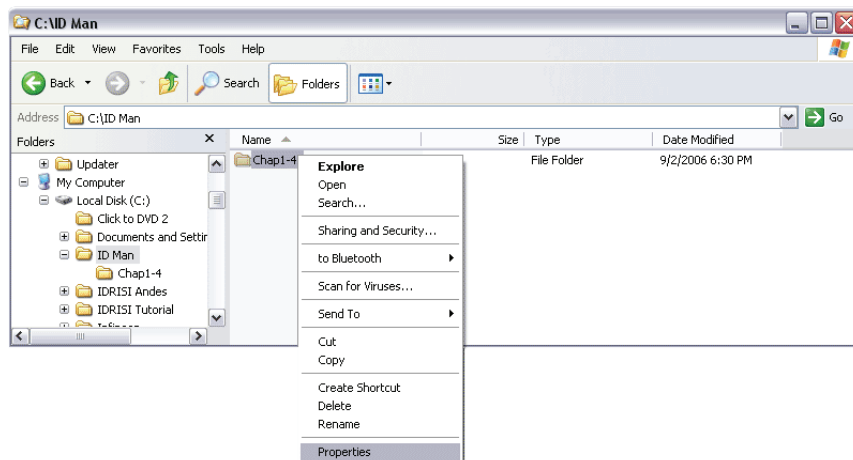 C:\ID Man
File Edit View Favorites Tools Help
Back Search Folders
Address C:\ID Man Go
Folders X Name Size Type Date Modified
Updater
My Computer
Local Disk (C:)
Click to DVD 2
Documents and Settir
ID Man
Chap1-4
IDRISI Andes
IDRISI Tutorial
Chap1-4 File Folder 9/2/2006 6:30 PM
Explore
Open
Search...
Sharing and Security...
to Bluetooth
Scan for Viruses...
Send To
Cut
Copy
Create Shortcut
Delete
Rename
Properties